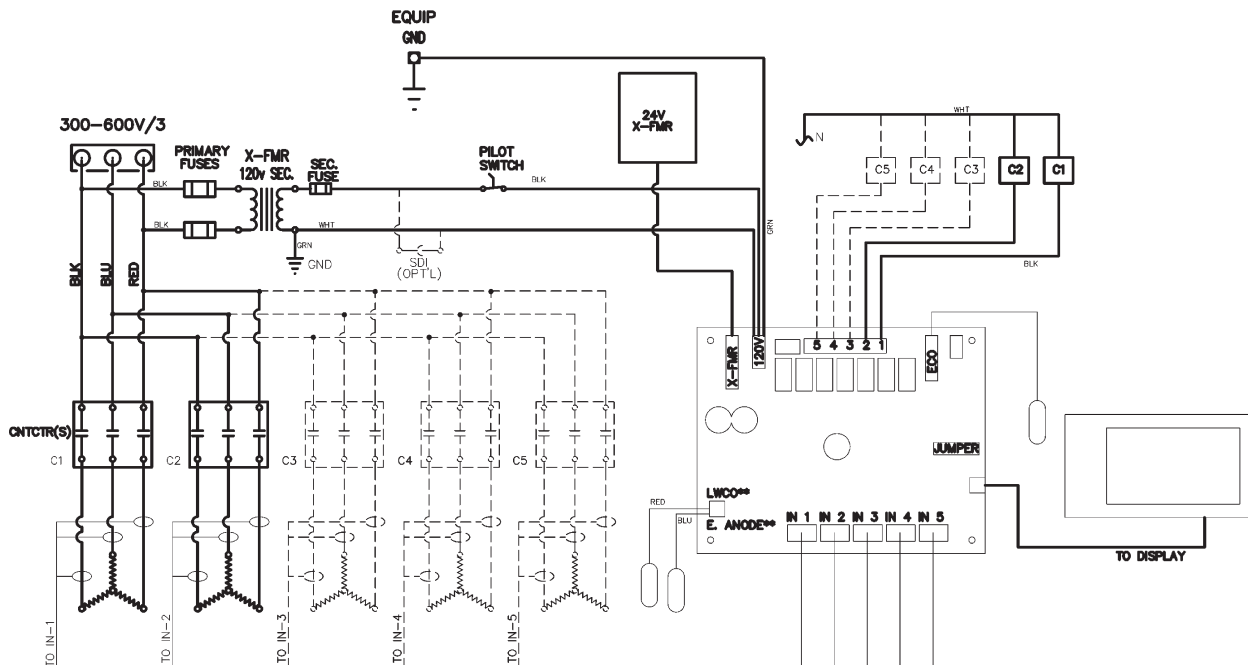 EQUIP
GND
300-600V/3
PRIMARY
FUSES
X-FMR
120v SEC.
SEC.
FUSE
PILOT
SWITCH
24V
X-FMR
WHT
N
C5
C4
C3
C2
C1
BLK
BLK
BLK
WHT
GRN
GND
SDI
(OPT'L)
GRN
BLK
BLK
BLU
RED
X-FMR
120V
5 4 3 2 1
ECO
CNTCTR(S)
C1
C2
C3
C4
C5
JUMPER
LWCO**
E. ANODE**
RED
BLU
IN 1
IN 2
IN 3
IN 4
IN 5
TO DISPLAY
TO IN-1
TO IN-2
TO IN-3
TO IN-4
TO IN-5